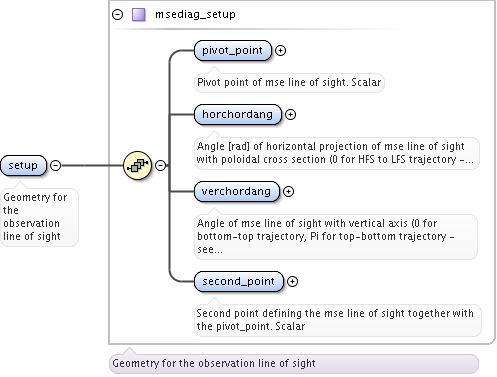 msediag_setup
pivot_point
Pivot point of mse line of sight. Scalar
horchordang
Angle [rad] of horizontal projection of mse line of sight
with poloidal cross section (0 for HFS to LFS trajectory -...
setup
Geometry for
the
observation
line of sight
verchordang
Angle of mse line of sight with vertical axis (0 for
bottom-top trajectory, Pi for top-bottom trajectory -
see...
second_point
Second point defining the mse line of sight together with
the pivot_point. Scalar
Geometry for the observation line of sight